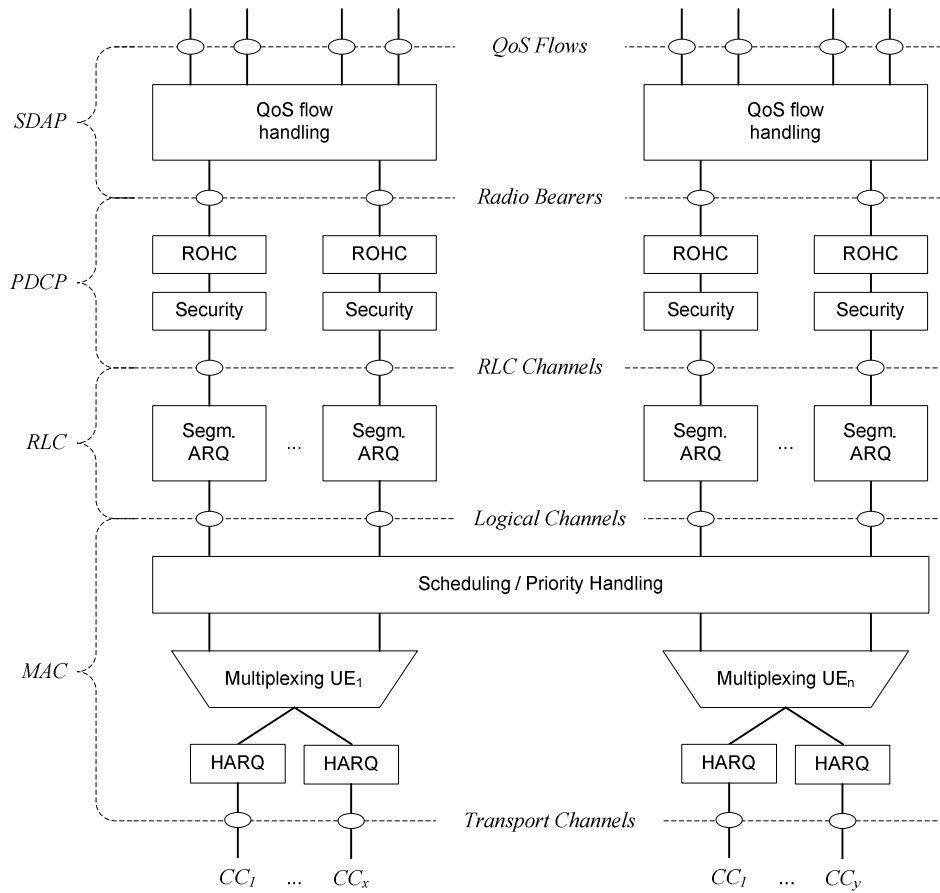 QoS Flows
SDAP
QoS flow
handling
QoS flow
handling
Radio Bearers
PDCP
ROHC ROHC ROHC ROHC
Security Security Security Security
RLC Channels
RLC
Segm.
ARQ
...
Segm.
ARQ
Segm.
ARQ
...
Segm.
ARQ
Logical Channels
Scheduling / Priority Handling
MAC
Multiplexing UE₁ Multiplexing UEₙ
HARQ HARQ HARQ HARQ
Transport Channels
CC₁ ... CCₓ CC₁ ... CCy